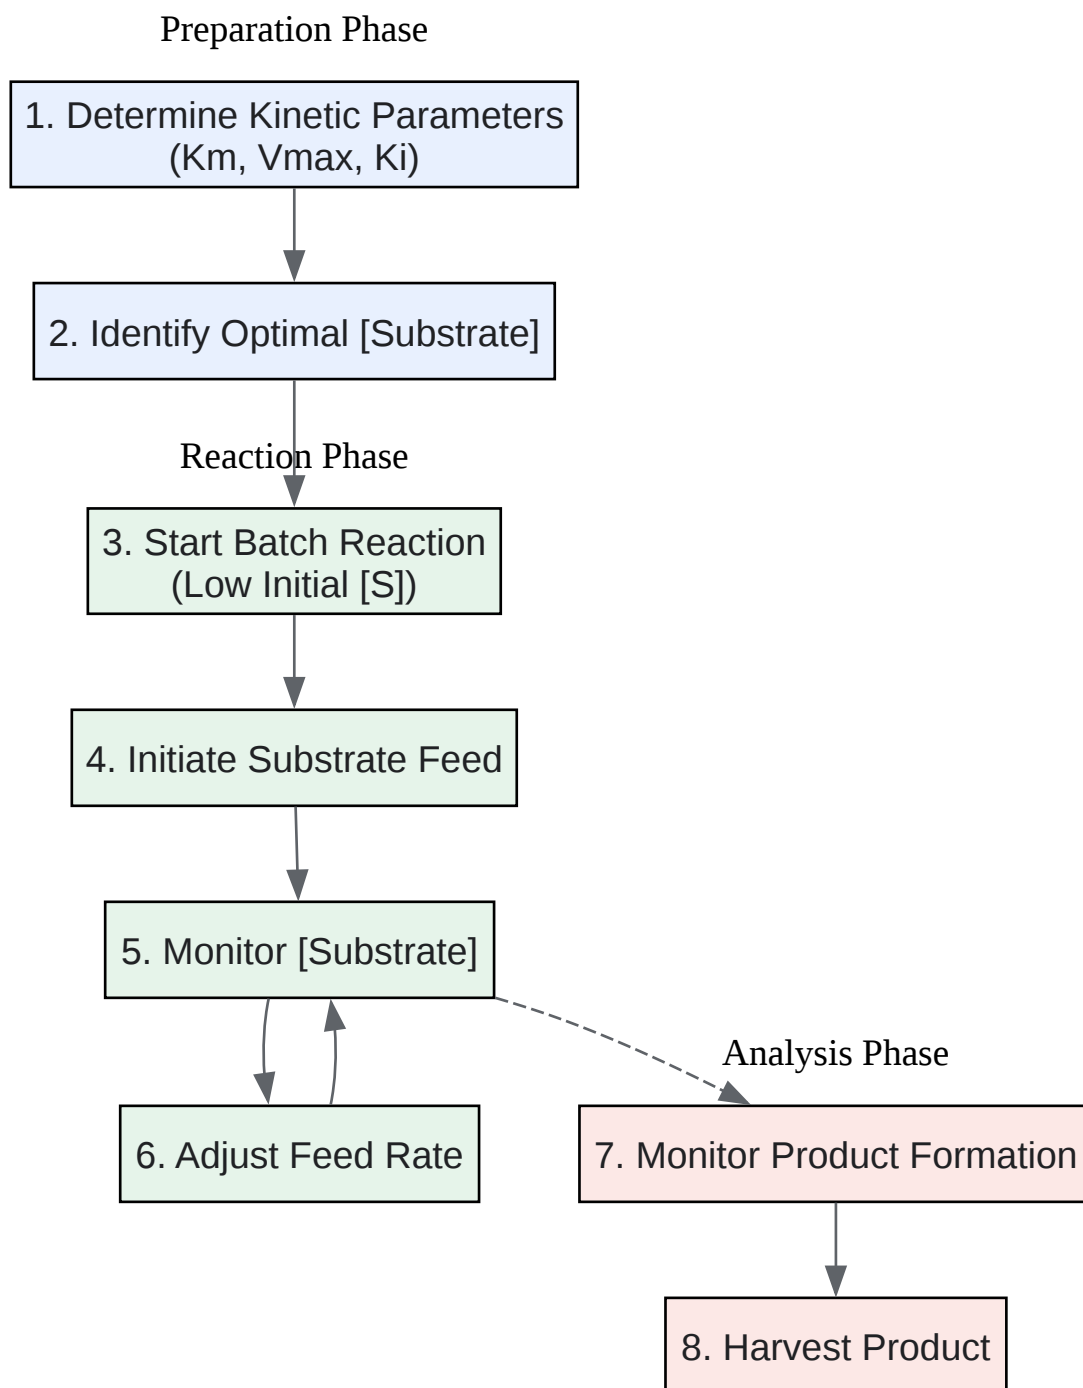 Preparation Phase
1. Determine Kinetic Parameters
(Km, Vmax, Ki)
2. Identify Optimal [Substrate]
Reaction Phase
3. Start Batch Reaction
(Low Initial [S])
4. Initiate Substrate Feed
5. Monitor [Substrate]
Analysis Phase
6. Adjust Feed Rate
7. Monitor Product Formation
8. Harvest Product